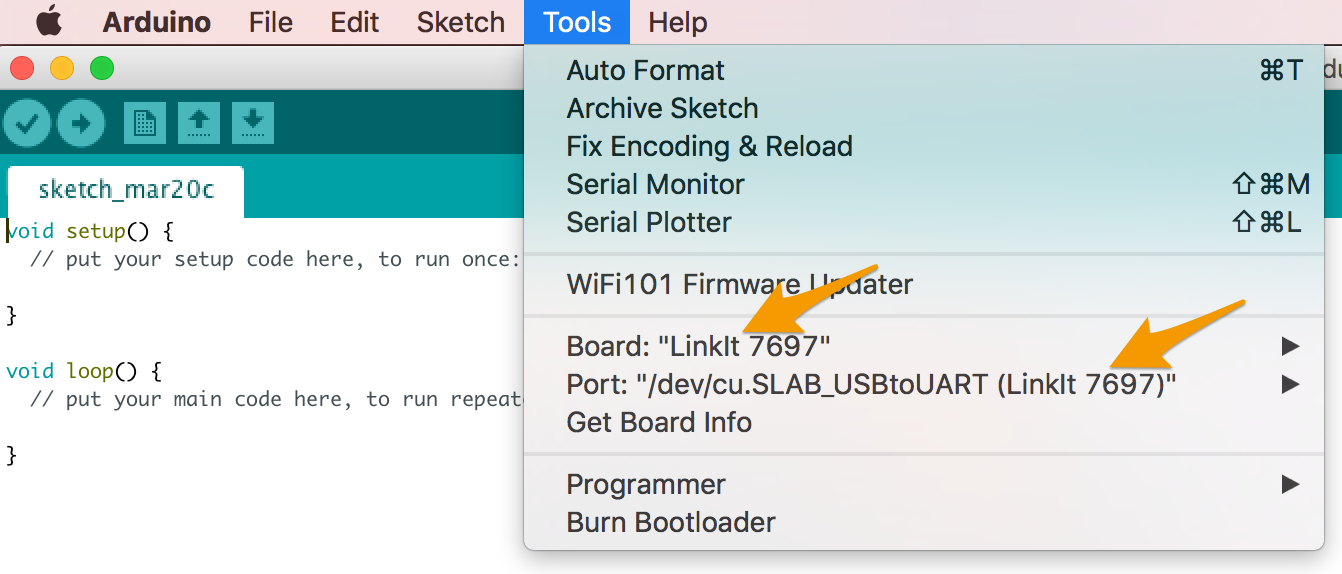 Arduino File Edit Sketch Tools Help
sketch_mar20c
void setup() {
// put your setup code here, to run once:
}
void loop() {
// put your main code here, to run
}
Auto Format ⌘T
Archive Sketch
Fix Encoding & Reload
Serial Monitor ⇧⌘M
Serial Plotter ⇧⌘L
WiFi101 Firmware Updater
Board: "LinkIt 7697" ▶
Port: "/dev/cu.SLAB_USBtoUART (LinkIt 7697)" ▶
Get Board Info
Programmer ▶
Burn Bootloader